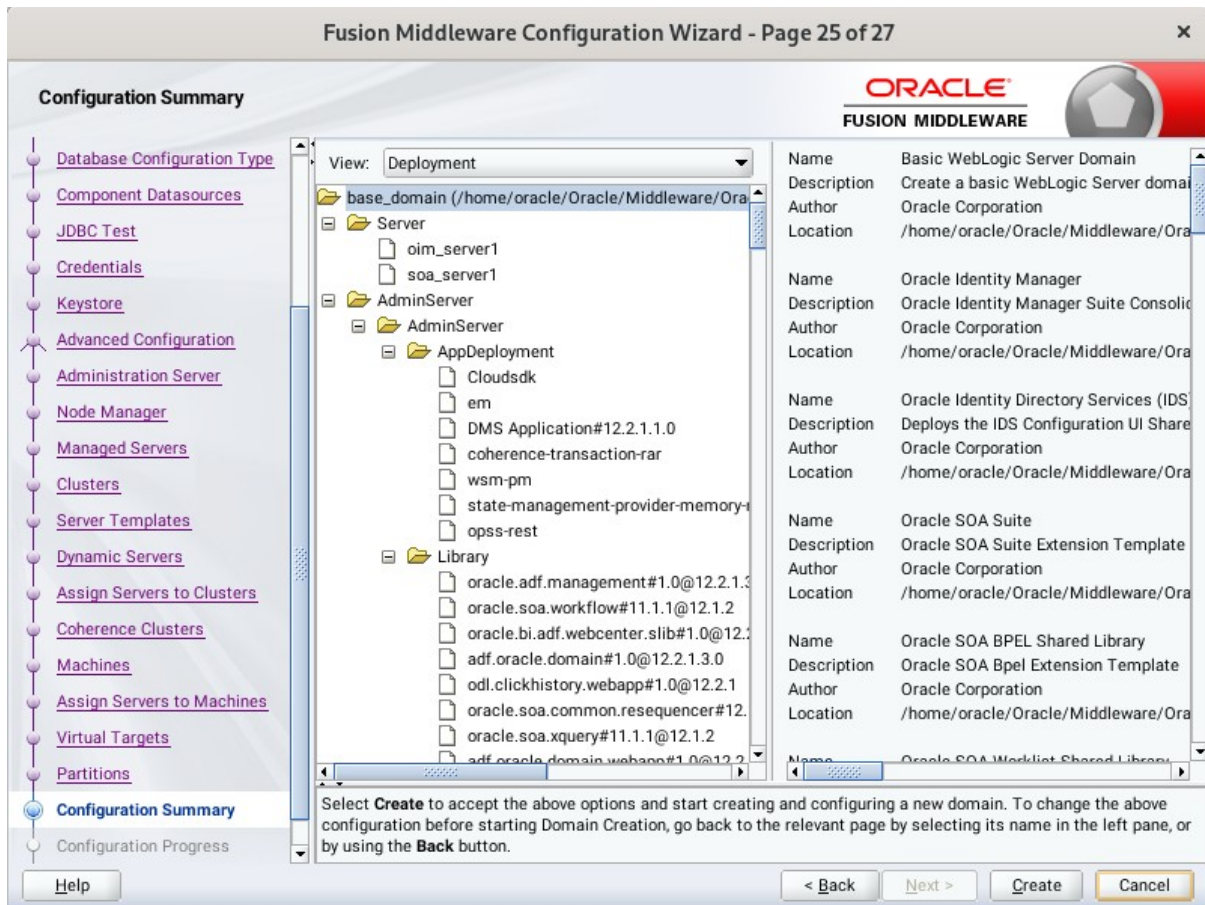 Fusion Middleware Configuration Wizard - Page 25 of 27
Configuration Summary
ORACLE
FUSION MIDDLEWARE
Database Configuration Type
Component Datasources
JDBC Test
Credentials
Keystore
Advanced Configuration
Administration Server
Node Manager
Managed Servers
Clusters
Server Templates
Dynamic Servers
Assign Servers to Clusters
Coherence Clusters
Machines
Assign Servers to Machines
Virtual Targets
Partitions
Configuration Summary
Configuration Progress
View: Deployment
base_domain (/home/oracle/Oracle/Middleware/Ora
Server
oim_server1
soa_server1
AdminServer
AdminServer
AppDeployment
Cloudsdk
em
DMS Application#12.2.1.1.0
coherence-transaction-rar
wsm-pm
state-management-provider-memory-
opss-rest
Library
oracle.adf.management#1.0@12.2.1.3
oracle.soa.workflow#11.1.1@12.1.2
oracle.bi.adf.webcenter.slib#1.0@12.
adf.oracle.domain#1.0@12.2.1.3.0
odl.clickhistory.webapp#1.0@12.2.1
oracle.soa.common.resequencer#12.
oracle.soa.xquery#11.1.1@12.1.2
adf.oracle.domain.webapp#1.0@12.2
Name Basic WebLogic Server Domain
Description Create a basic WebLogic Server domai
Author Oracle Corporation
Location /home/oracle/Oracle/Middleware/Ora
Name Oracle Identity Manager
Description Oracle Identity Manager Suite Consolid
Author Oracle Corporation
Location /home/oracle/Oracle/Middleware/Ora
Name Oracle Identity Directory Services (IDS)
Description Deploys the IDS Configuration UI Share
Author Oracle Corporation
Location /home/oracle/Oracle/Middleware/Ora
Name Oracle SOA Suite
Description Oracle SOA Suite Extension Template
Author Oracle Corporation
Location /home/oracle/Oracle/Middleware/Ora
Name Oracle SOA BPEL Shared Library
Description Oracle SOA Bpel Extension Template
Author Oracle Corporation
Location /home/oracle/Oracle/Middleware/Ora
Name Oracle SOA Worklist Shared Library
Select Create to accept the above options and start creating and configuring a new domain. To change the above
configuration before starting Domain Creation, go back to the relevant page by selecting its name in the left pane, or
by using the Back button.
Help
< Back
Next >
Create
Cancel